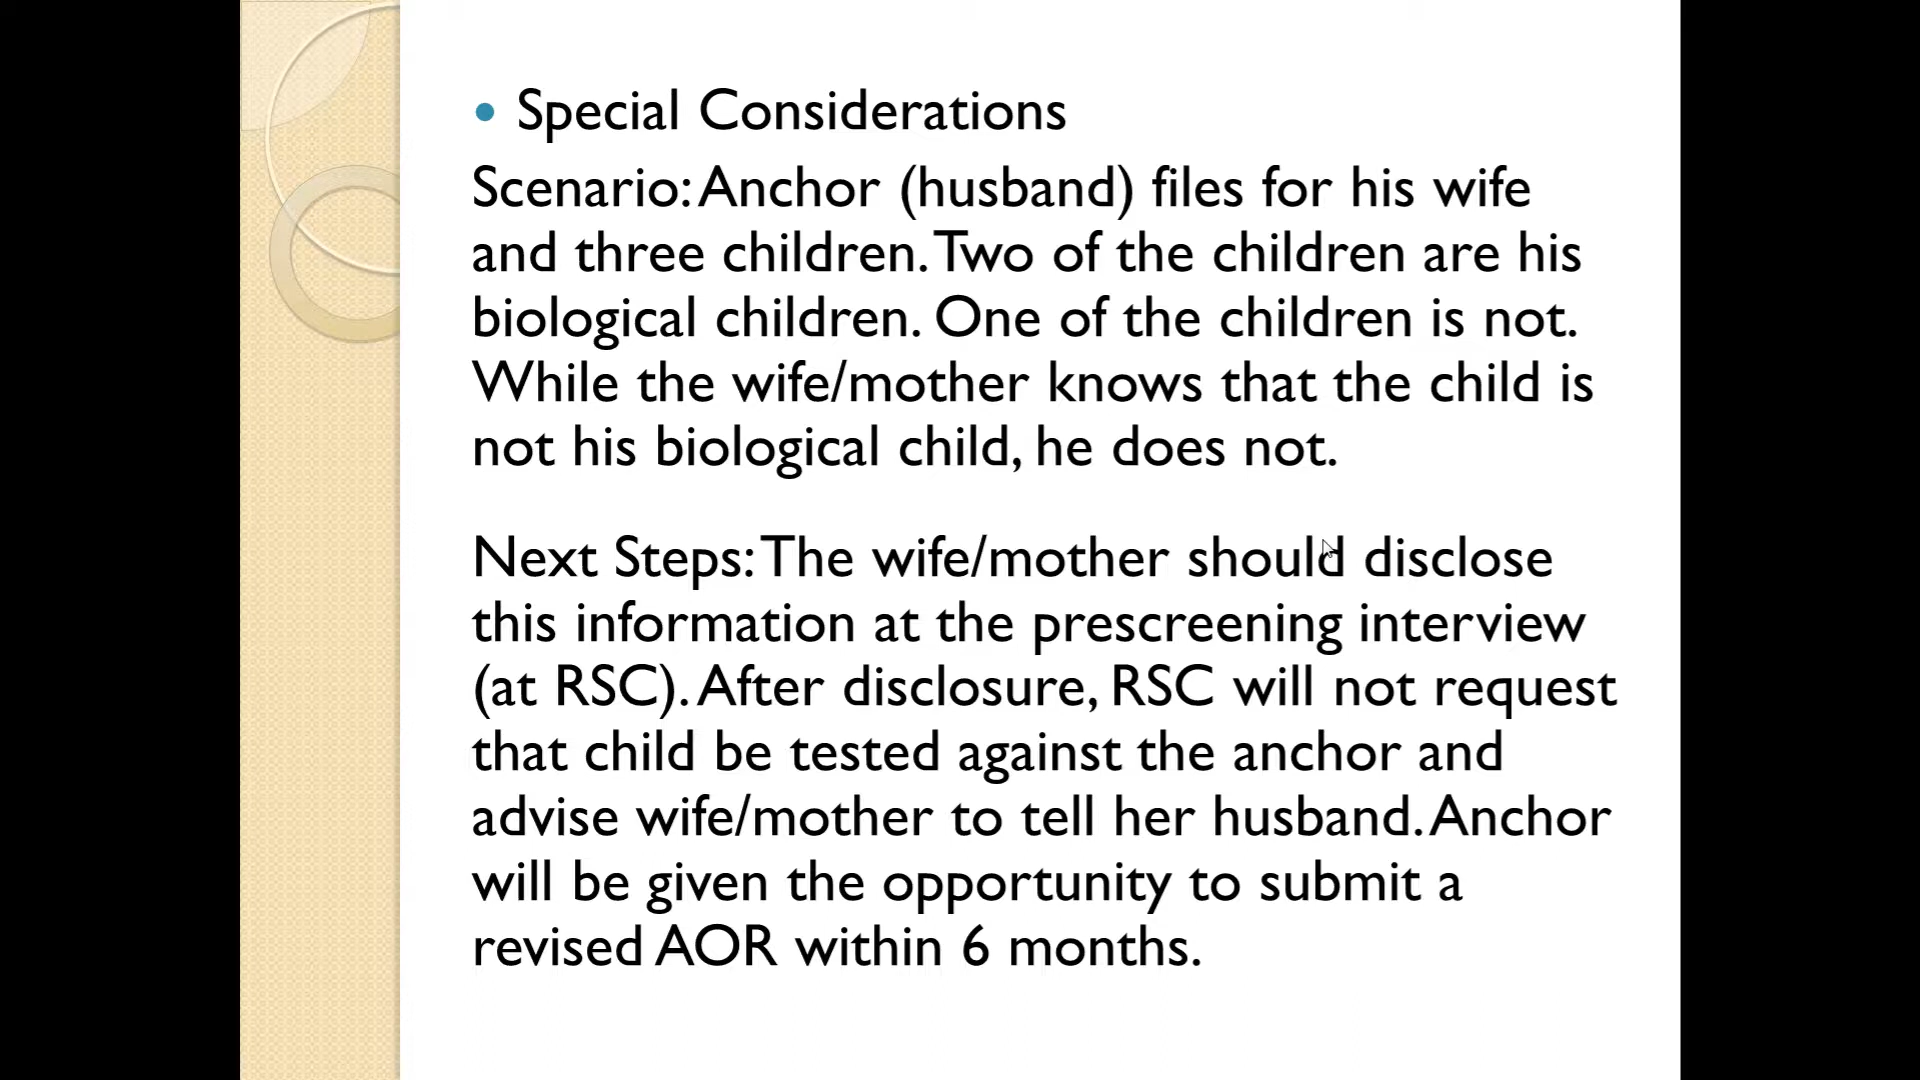 • Special Considerations
Scenario: Anchor (husband) files for his wife
and three children. Two of the children are his
biological children. One of the children is not.
While the wife/mother knows that the child is
not his biological child, he does not.
Next Steps: The wife/mother should disclose
this information at the prescreening interview
(at RSC). After disclosure, RSC will not request
that child be tested against the anchor and
advise wife/mother to tell her husband. Anchor
will be given the opportunity to submit a
revised AOR within 6 months.